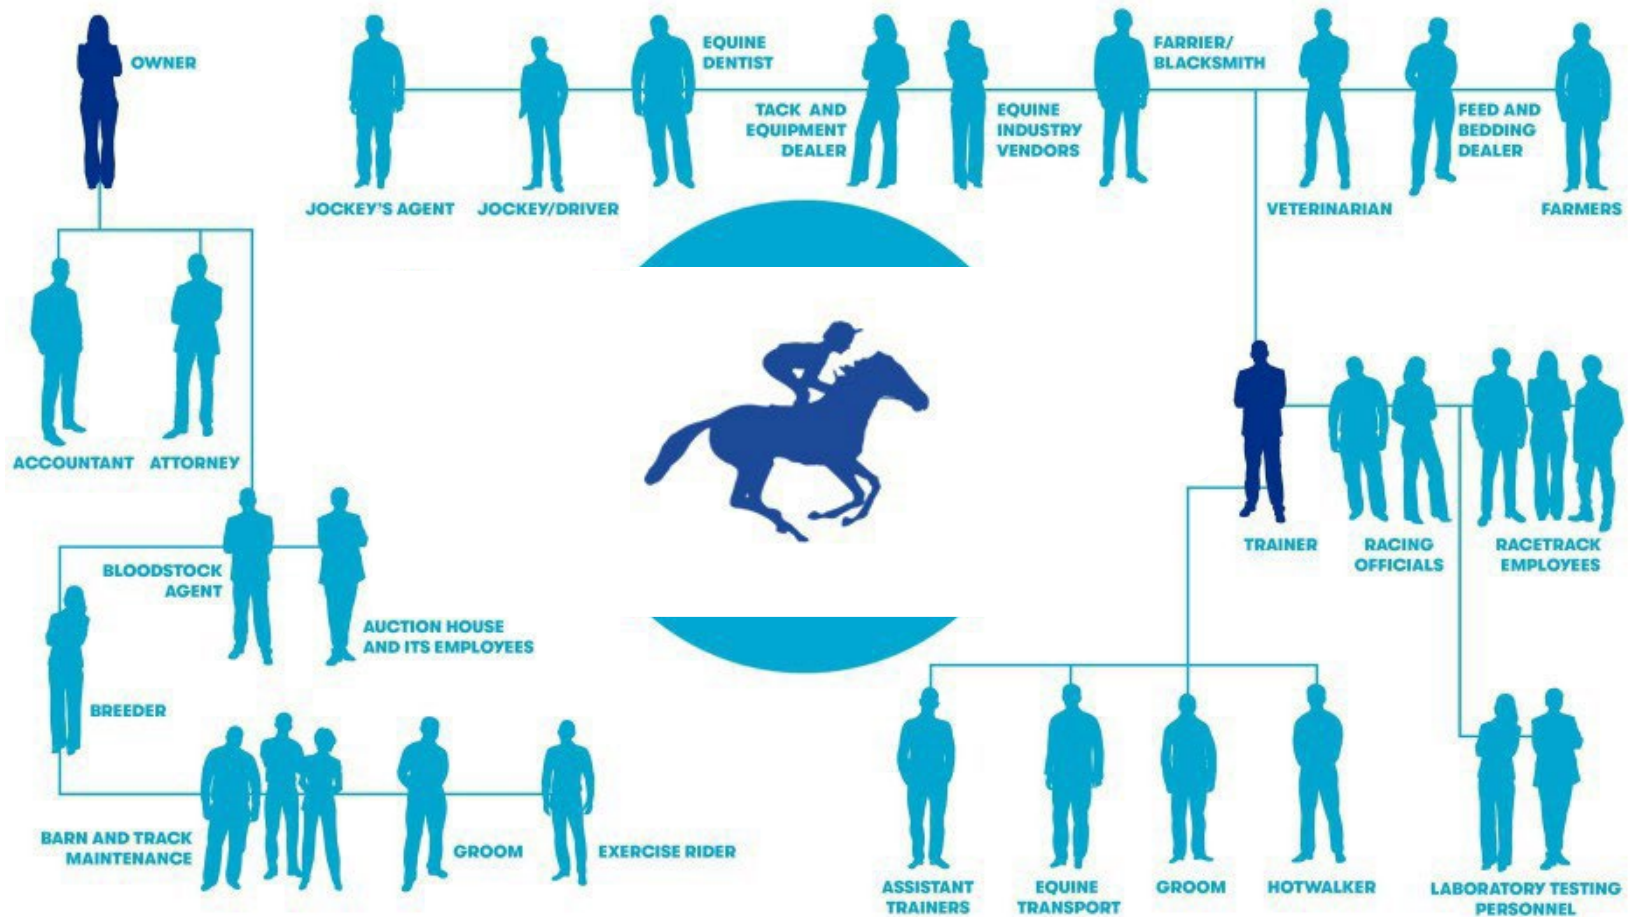 OWNER
EQUINE
DENTIST
FARRIER/
BLACKSMITH
TACK AND
EQUIPMENT
DEALER
EQUINE
INDUSTRY
VENDORS
FEED AND
BEDDING
DEALER
JOCKEY'S AGENT
JOCKEY/DRIVER
VETERINARIAN
FARMERS
ACCOUNTANT
ATTORNEY
TRAINER
RACING
OFFICIALS
RACETRACK
EMPLOYEES
BLOODSTOCK
AGENT
AUCTION HOUSE
AND ITS EMPLOYEES
BREEDER
BARN AND TRACK
MAINTENANCE
GROOM
EXERCISE RIDER
ASSISTANT
TRAINERS
EQUINE
TRANSPORT
GROOM
HOTWALKER
LABORATORY TESTING
PERSONNEL